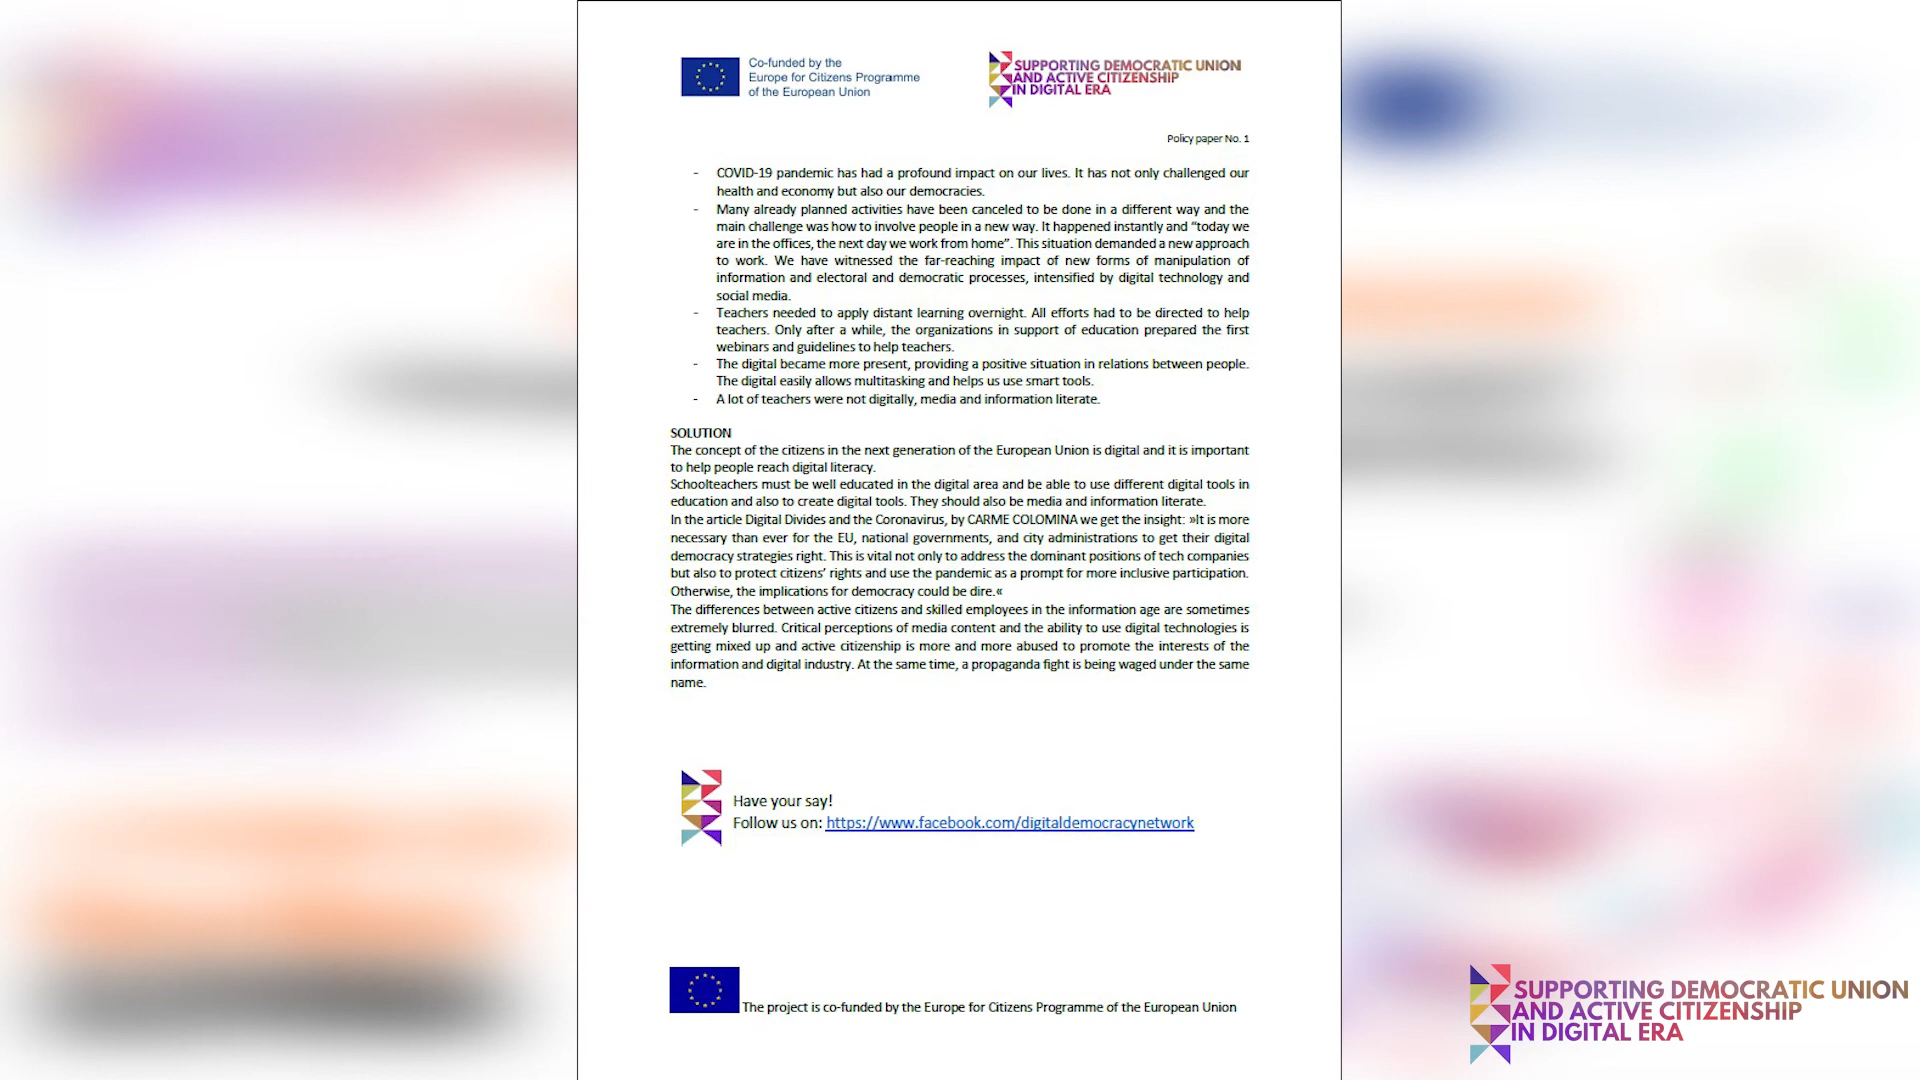 Co-funded by the
Europe for Citizens Programme
of the European Union
SUPPORTING DEMOCRATIC UNION
AND ACTIVE CITIZENSHIP
IN DIGITAL ERA
Policy paper No. 1
- COVID-19 pandemic has had a profound impact on our lives. It has not only challenged our
health and economy but also our democracies.
- Many already planned activities have been canceled to be done in a different way and the
main challenge was how to involve people in a new way. It happened instantly and “today we
are in the offices, the next day we work from home”. This situation demanded a new approach
to work. We have witnessed the far-reaching impact of new forms of manipulation of
information and electoral and democratic processes, intensified by digital technology and
social media.
- Teachers needed to apply distant learning overnight. All efforts had to be directed to help
teachers. Only after a while, the organizations in support of education prepared the first
webinars and guidelines to help teachers.
- The digital became more present, providing a positive situation in relations between people.
The digital easily allows multitasking and helps us use smart tools.
- A lot of teachers were not digitally, media and information literate.
SOLUTION
The concept of the citizens in the next generation of the European Union is digital and it is important
to help people reach digital literacy.
Schoolteachers must be well educated in the digital area and be able to use different digital tools in
education and also to create digital tools. They should also be media and information literate.
In the article Digital Divides and the Coronavirus, by CARME COLOMINA we get the insight: »It is more
necessary than ever for the EU, national governments, and city administrations to get their digital
democracy strategies right. This is vital not only to address the dominant positions of tech companies
but also to protect citizens’ rights and use the pandemic as a prompt for more inclusive participation.
Otherwise, the implications for democracy could be dire.«
The differences between active citizens and skilled employees in the information age are sometimes
extremely blurred. Critical perceptions of media content and the ability to use digital technologies is
getting mixed up and active citizenship is more and more abused to promote the interests of the
information and digital industry. At the same time, a propaganda fight is being waged under the same
name.
Have your say!
Follow us on: https://www.facebook.com/digitaldemocracynetwork
The project is co-funded by the Europe for Citizens Programme of the European Union
SUPPORTING DEMOCRATIC UNION
AND ACTIVE CITIZENSHIP
IN DIGITAL ERA